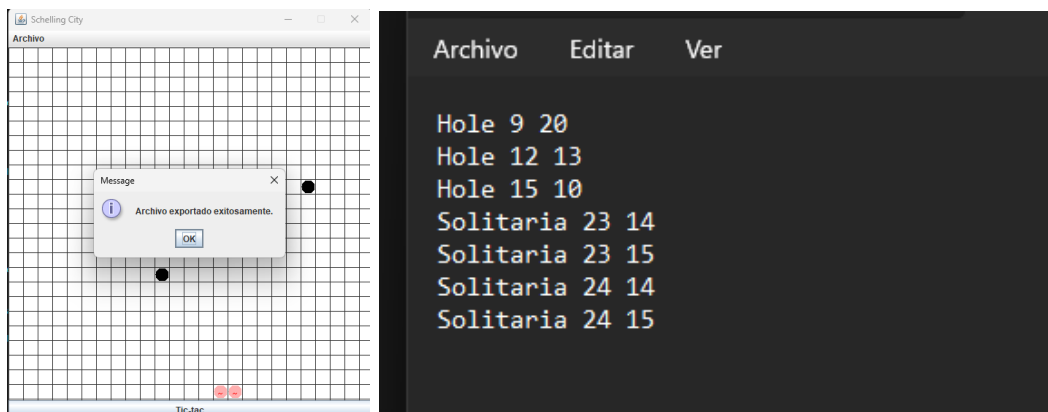 Schelling City
Archivo
Message
Archivo exportado exitosamente.
OK
Tic-tac
Archivo Editar Ver
Hole 9 20
Hole 12 13
Hole 15 10
Solitaria 23 14
Solitaria 23 15
Solitaria 24 14
Solitaria 24 15